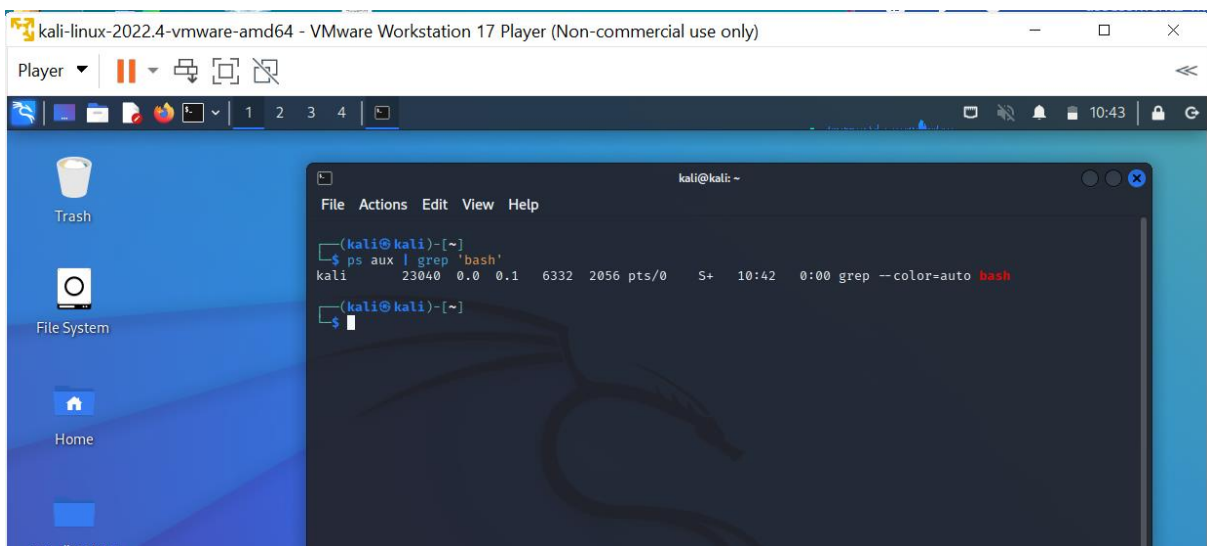 kali-linux-2022.4-vmware-amd64 - VMware Workstation 17 Player (Non-commercial use only)
Player
1 2 3 4
10:43
Trash
File System
Home
kali@kali: ~
File Actions Edit View Help
┌──(kali㉿kali)-[~]
└─$ ps aux | grep 'bash'
kali 23040 0.0 0.1 6332 2056 pts/0 S+ 10:42 0:00 grep --color=auto bash
┌──(kali㉿kali)-[~]
└─$